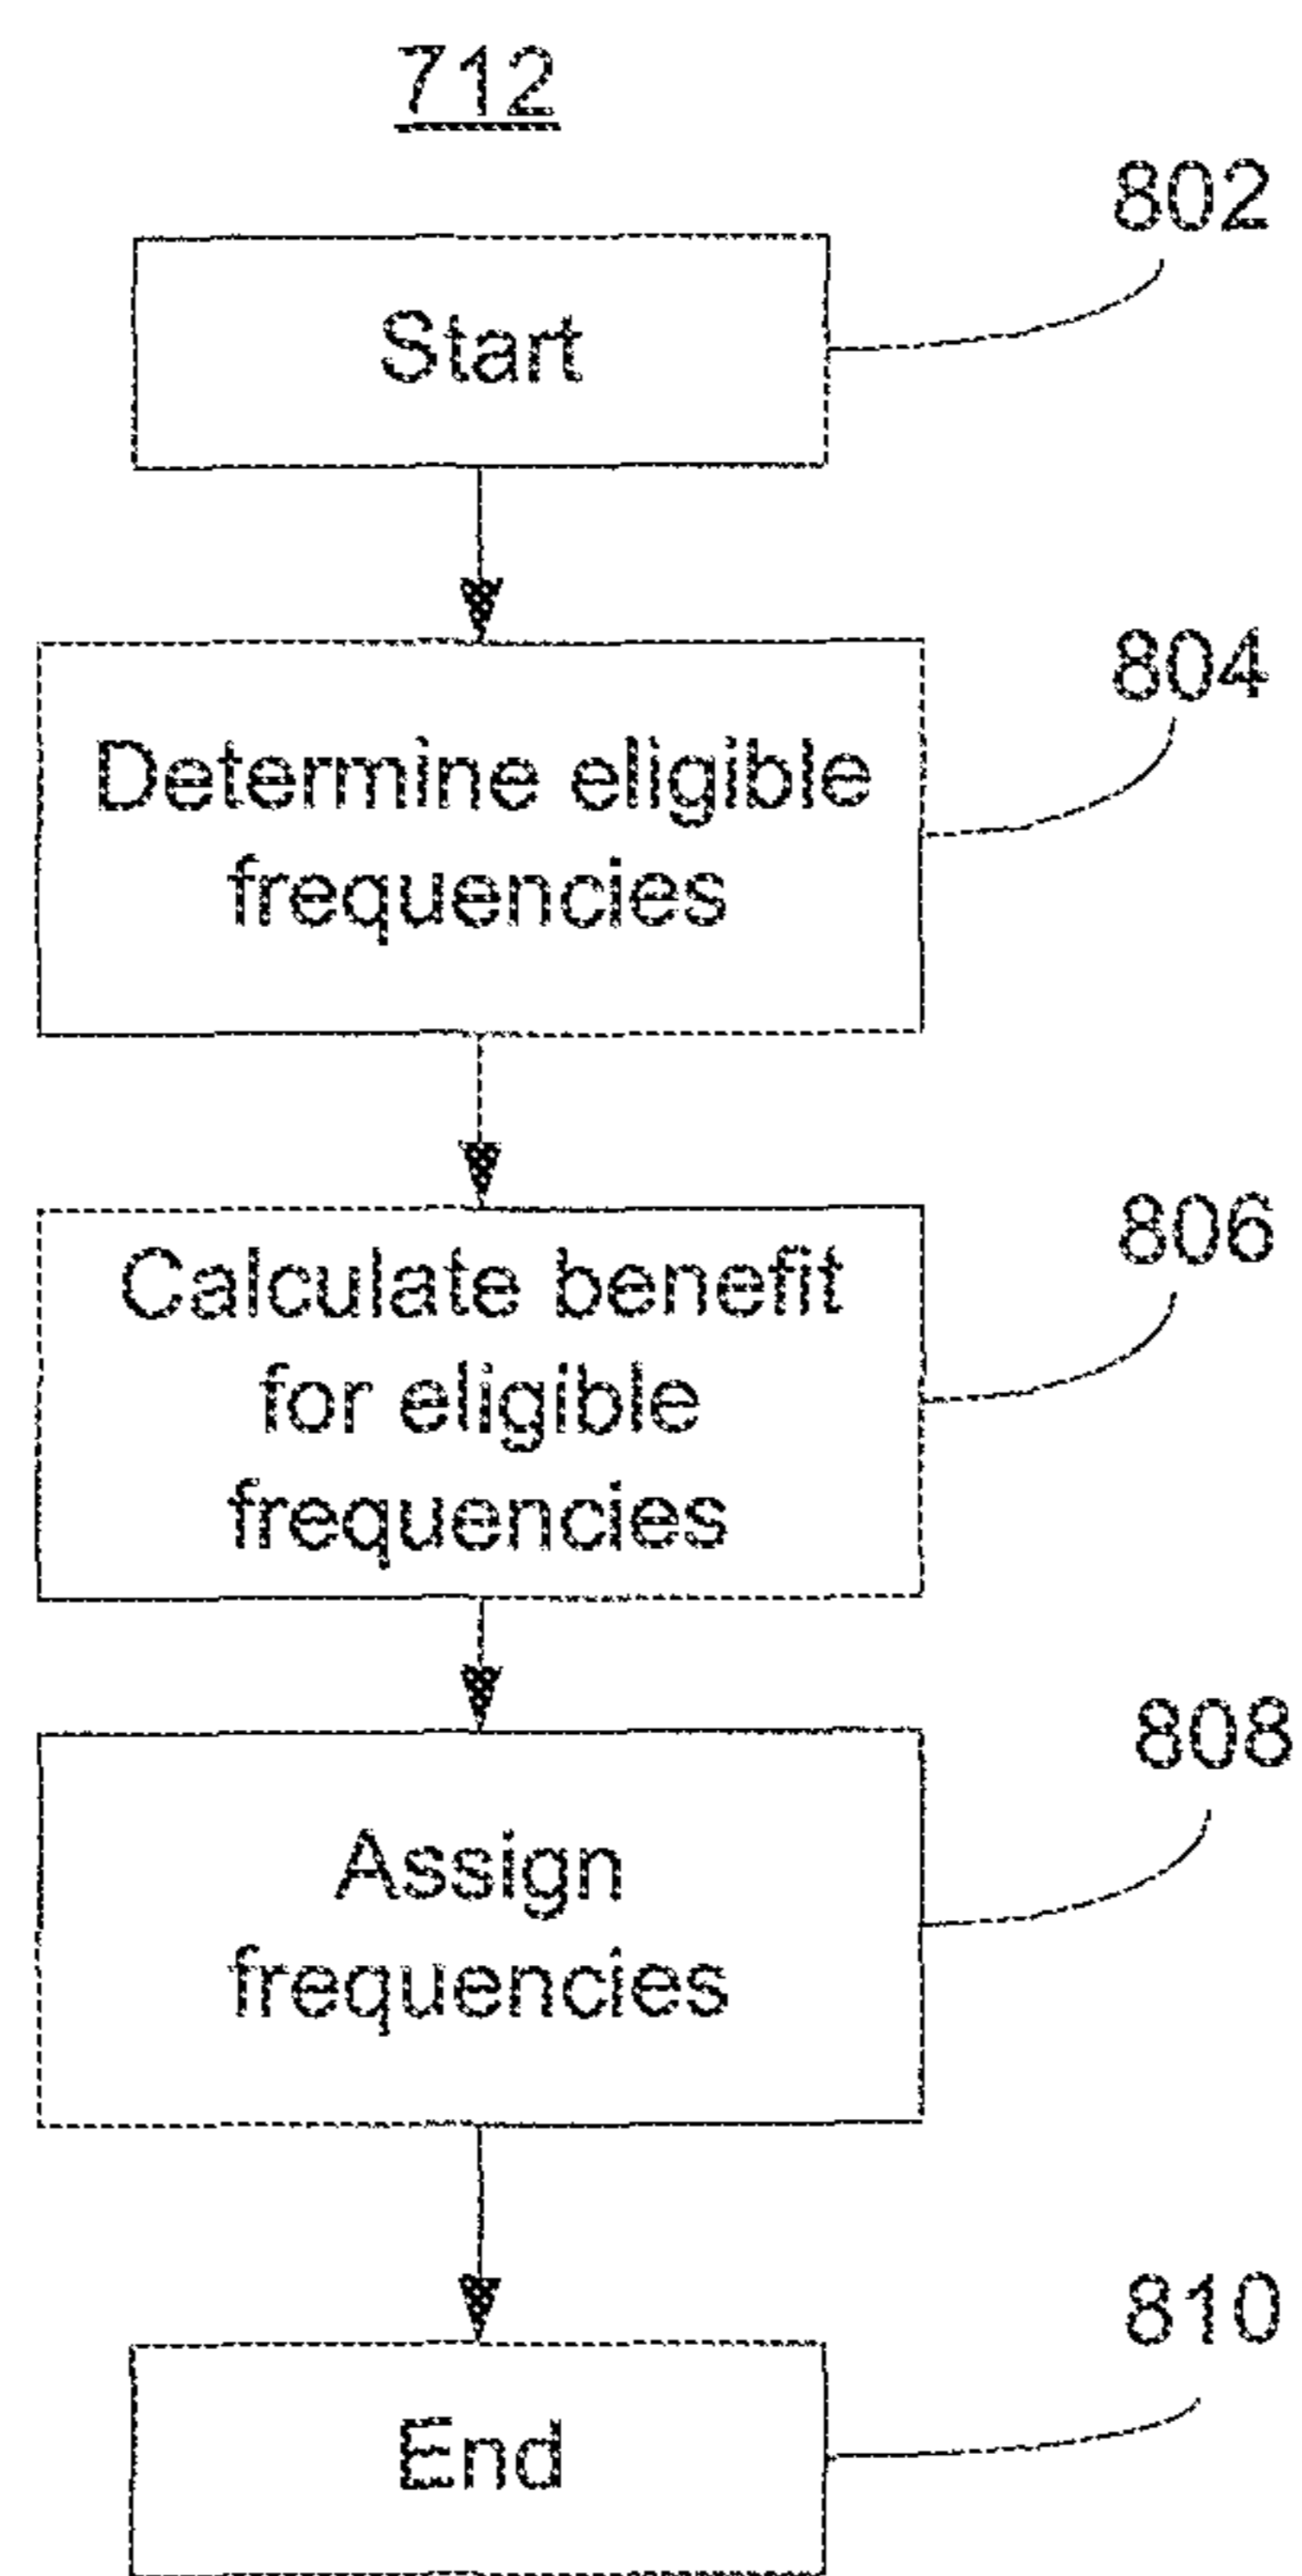 712
802
Start
804
Determine eligible
frequencies
806
Calculate benefit
for eligible
frequencies
808
Assign
frequencies
810
End